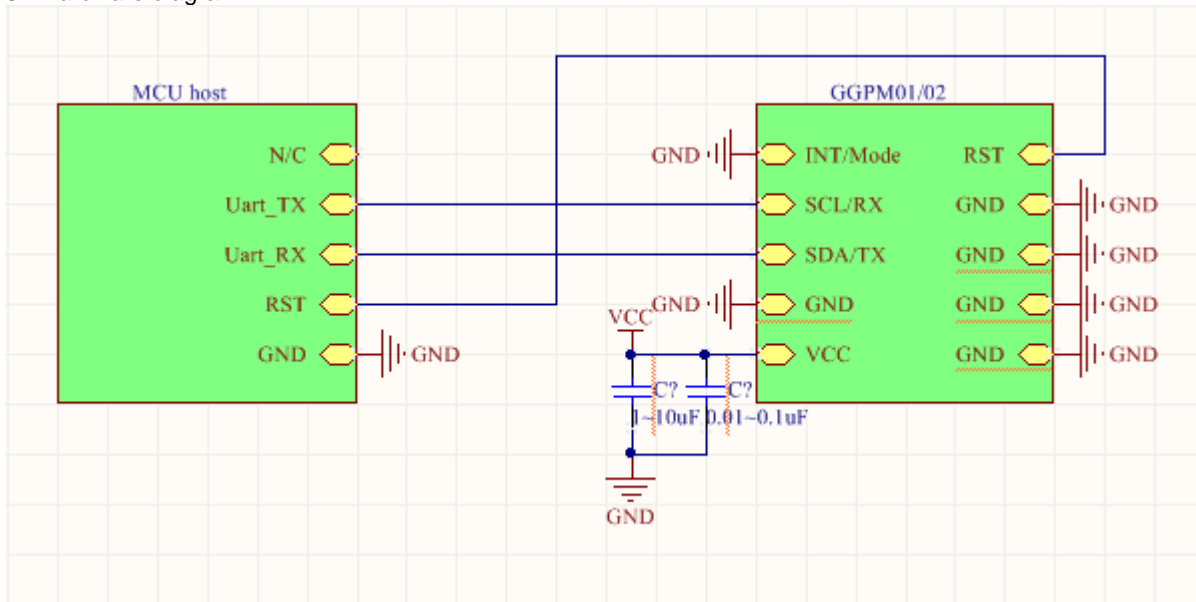 MCU host
GGPM01/02
N/C
GND
INT/Mode
RST
Uart_TX
SCL/RX
GND
GND
Uart_RX
SDA/TX
GND
GND
RST
GND
GND
GND
GND
VCC
GND
GND
VCC
GND
GND
C?
C?
1~10uF
0.01~0.1uF
GND